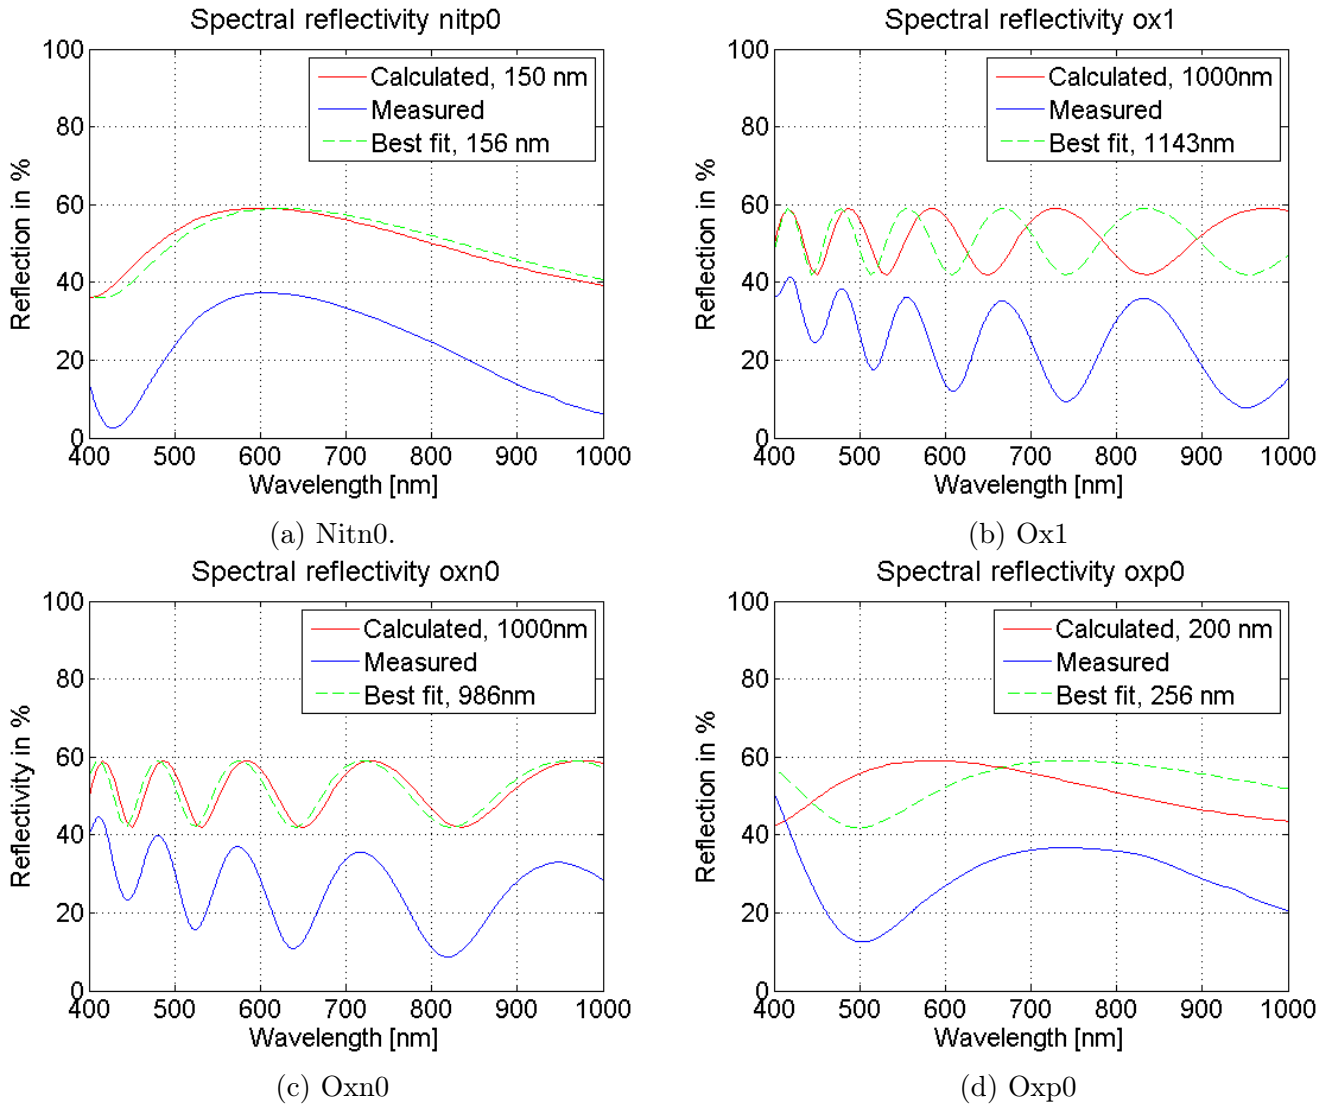 Spectral reflectivity nitp0
100
80
60
40
20
0
400 500 600 700 800 900 1000
Reflection in %
Wavelength [nm]
Calculated, 150 nm
Measured
Best fit, 156 nm
(a) Nitn0.
Spectral reflectivity ox1
100
80
60
40
20
0
400 500 600 700 800 900 1000
Reflection in %
Wavelength [nm]
Calculated, 1000nm
Measured
Best fit, 1143nm
(b) Ox1
Spectral reflectivity oxn0
100
80
60
40
20
0
400 500 600 700 800 900 1000
Reflectivity in %
Wavelength [nm]
Calculated, 1000nm
Measured
Best fit, 986nm
(c) Oxn0
Spectral reflectivity oxp0
100
80
60
40
20
0
400 500 600 700 800 900 1000
Reflection in %
Wavelength [nm]
Calculated, 200 nm
Measured
Best fit, 256 nm
(d) Oxp0